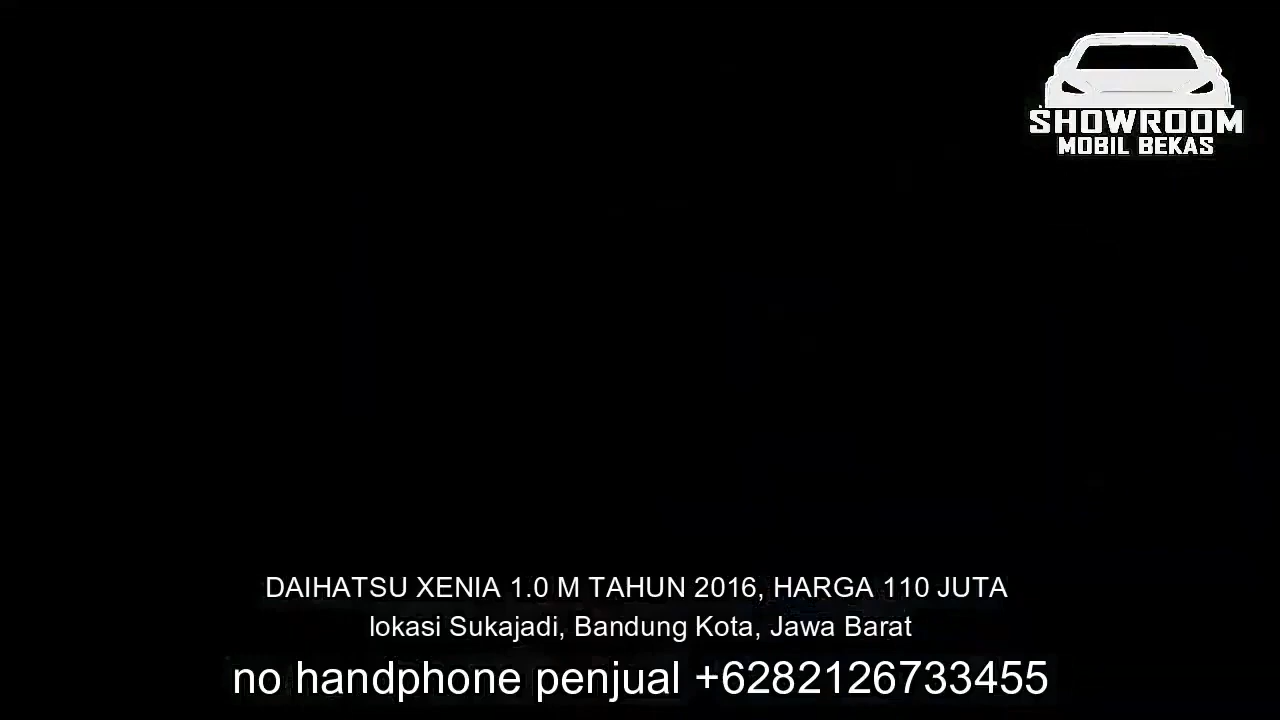 SHOWROOM
MOBIL BEKAS
DAIHATSU XENIA 1.0 M TAHUN 2016, HARGA 110 JUTA
lokasi Sukajadi, Bandung Kota, Jawa Barat
no handphone penjual +6282126733455